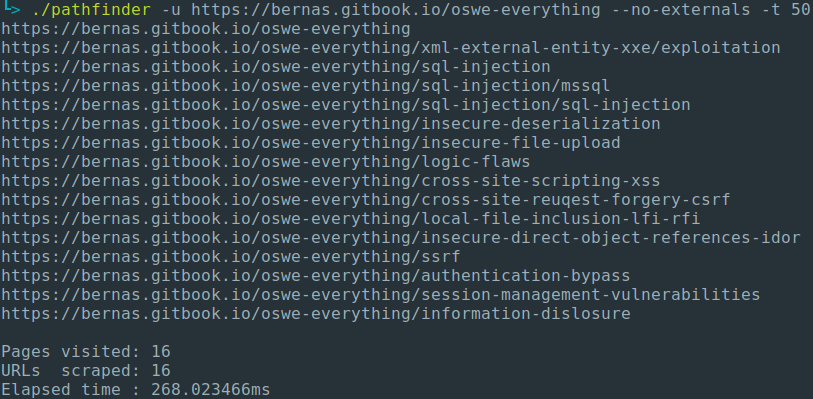 └> ./pathfinder -u https://bernas.gitbook.io/oswe-everything --no-externals -t 50
https://bernas.gitbook.io/oswe-everything
https://bernas.gitbook.io/oswe-everything/xml-external-entity-xxe/exploitation
https://bernas.gitbook.io/oswe-everything/sql-injection
https://bernas.gitbook.io/oswe-everything/sql-injection/mssql
https://bernas.gitbook.io/oswe-everything/sql-injection/sql-injection
https://bernas.gitbook.io/oswe-everything/insecure-deserialization
https://bernas.gitbook.io/oswe-everything/insecure-file-upload
https://bernas.gitbook.io/oswe-everything/logic-flaws
https://bernas.gitbook.io/oswe-everything/cross-site-scripting-xss
https://bernas.gitbook.io/oswe-everything/cross-site-reuqest-forgery-csrf
https://bernas.gitbook.io/oswe-everything/local-file-inclusion-lfi-rfi
https://bernas.gitbook.io/oswe-everything/insecure-direct-object-references-idor
https://bernas.gitbook.io/oswe-everything/ssrf
https://bernas.gitbook.io/oswe-everything/authentication-bypass
https://bernas.gitbook.io/oswe-everything/session-management-vulnerabilities
https://bernas.gitbook.io/oswe-everything/information-dislosure
Pages visited: 16
URLs  scraped: 16
Elapsed time : 268.023466ms